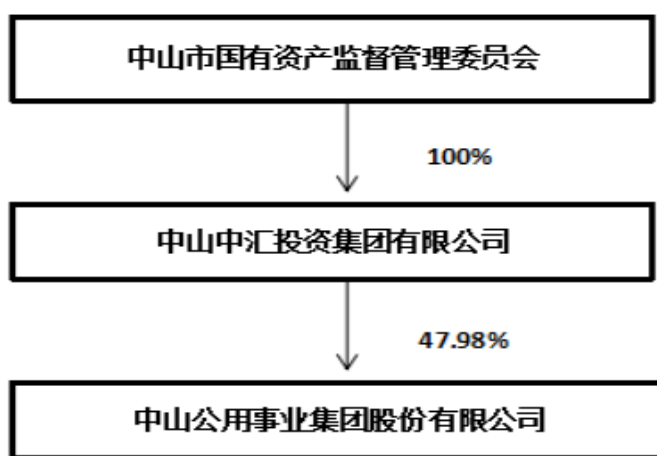 中山市国有资产监督管理委员会
100%
中山中汇投资集团有限公司
47.98%
中山公用事业集团股份有限公司